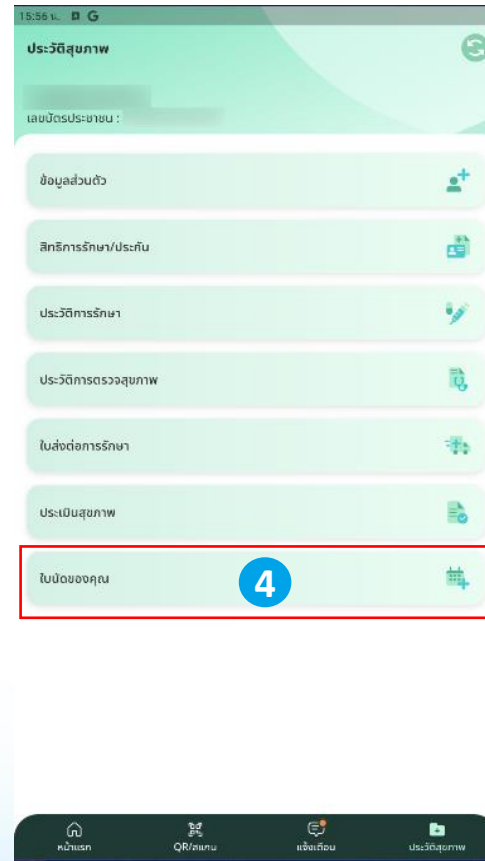 15:56 น. G
ประวัติสุขภาพ
เลขบัตรประชาชน :
ข้อมูลส่วนตัว
สิทธิการรักษา/ประกัน
ประวัติการรักษา
ประวัติการตรวจสุขภาพ
ใบส่งต่อการรักษา
ประเมินสุขภาพ
ใบนัดของคุณ 4
หน้าแรก QR/สแกน แจ้งเตือน ประวัติสุขภาพ